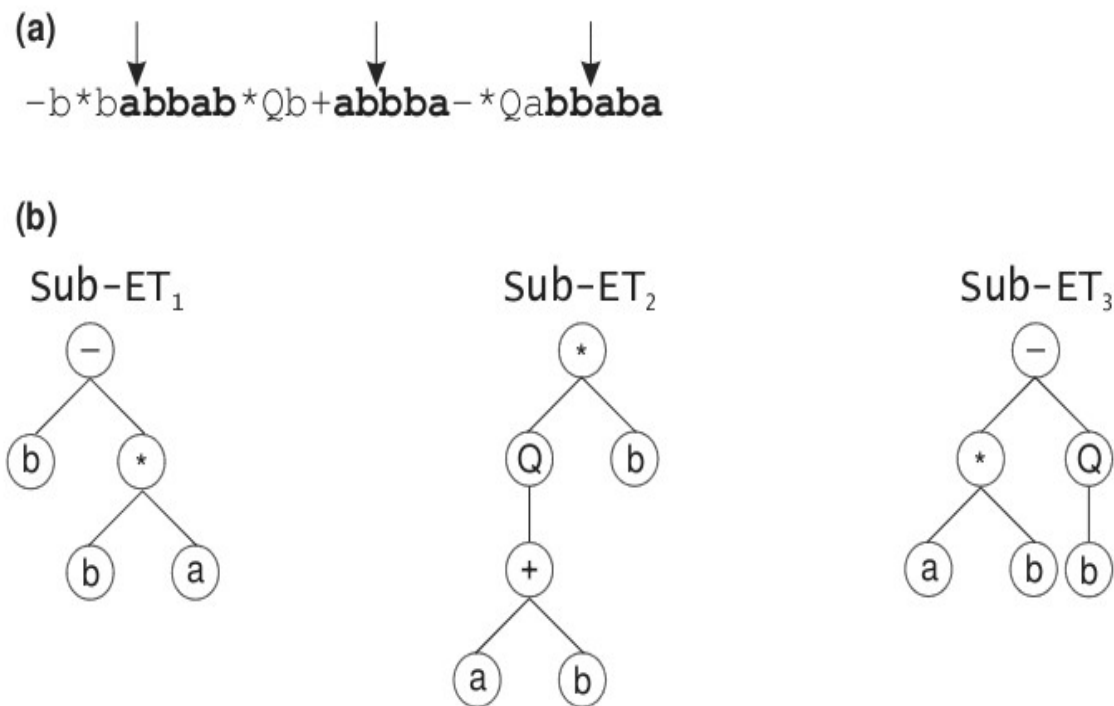 (a)
-b*babbab*Qb+abbba-*Qabbaba
(b)
Sub-ET₁ Sub-ET₂ Sub-ET₃
- * -
b * Q b * Q
b a + a b b
a b